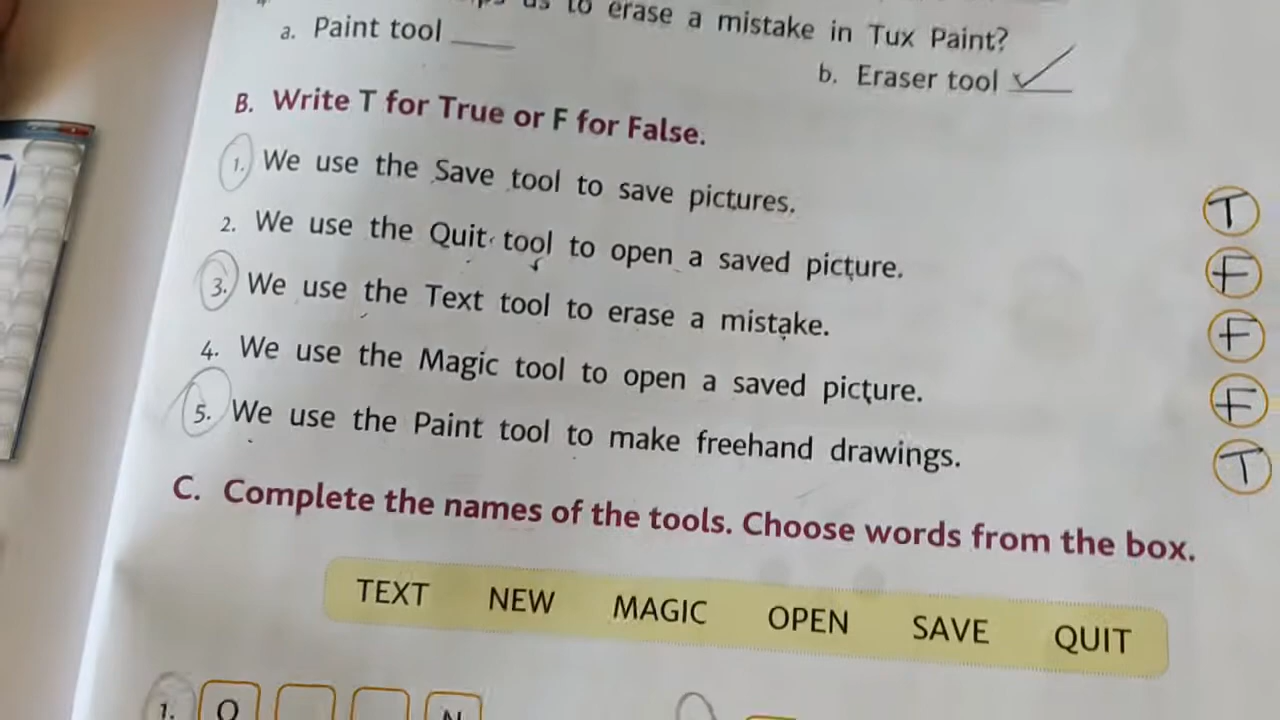 us to erase a mistake in Tux Paint?
a. Paint tool ____
b. Eraser tool ✓
B. Write T for True or F for False.
1. We use the Save tool to save pictures. T
2. We use the Quit tool to open a saved picture. F
3. We use the Text tool to erase a mistake. F
4. We use the Magic tool to open a saved picture. F
5. We use the Paint tool to make freehand drawings. T
C. Complete the names of the tools. Choose words from the box.
TEXT NEW MAGIC OPEN SAVE QUIT
1. O N